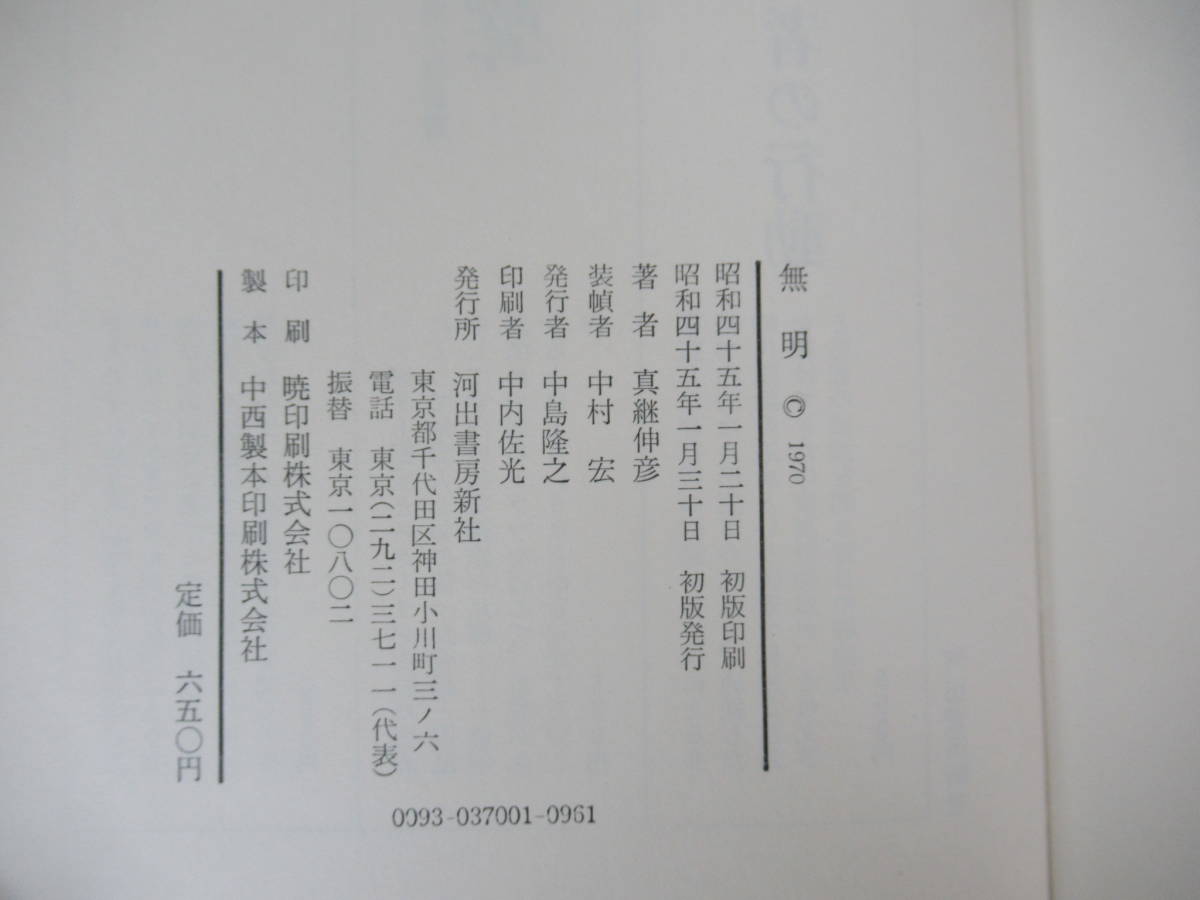 無明 © 1970
昭和四十五年一月二十日 初版印刷
昭和四十五年一月三十日 初版発行
著者 真継伸彦
装幀者 中村 宏
発行者 中島隆之
印刷者 中内佐光
発行所 河出書房新社
東京都千代田区神田小川町三ノ六
電話 東京(二九二)三七一一(代表)
振替 東京一〇八〇二
印刷 暁印刷株式会社
製本 中西製本印刷株式会社
定価 六五〇円
0093-037001-0961